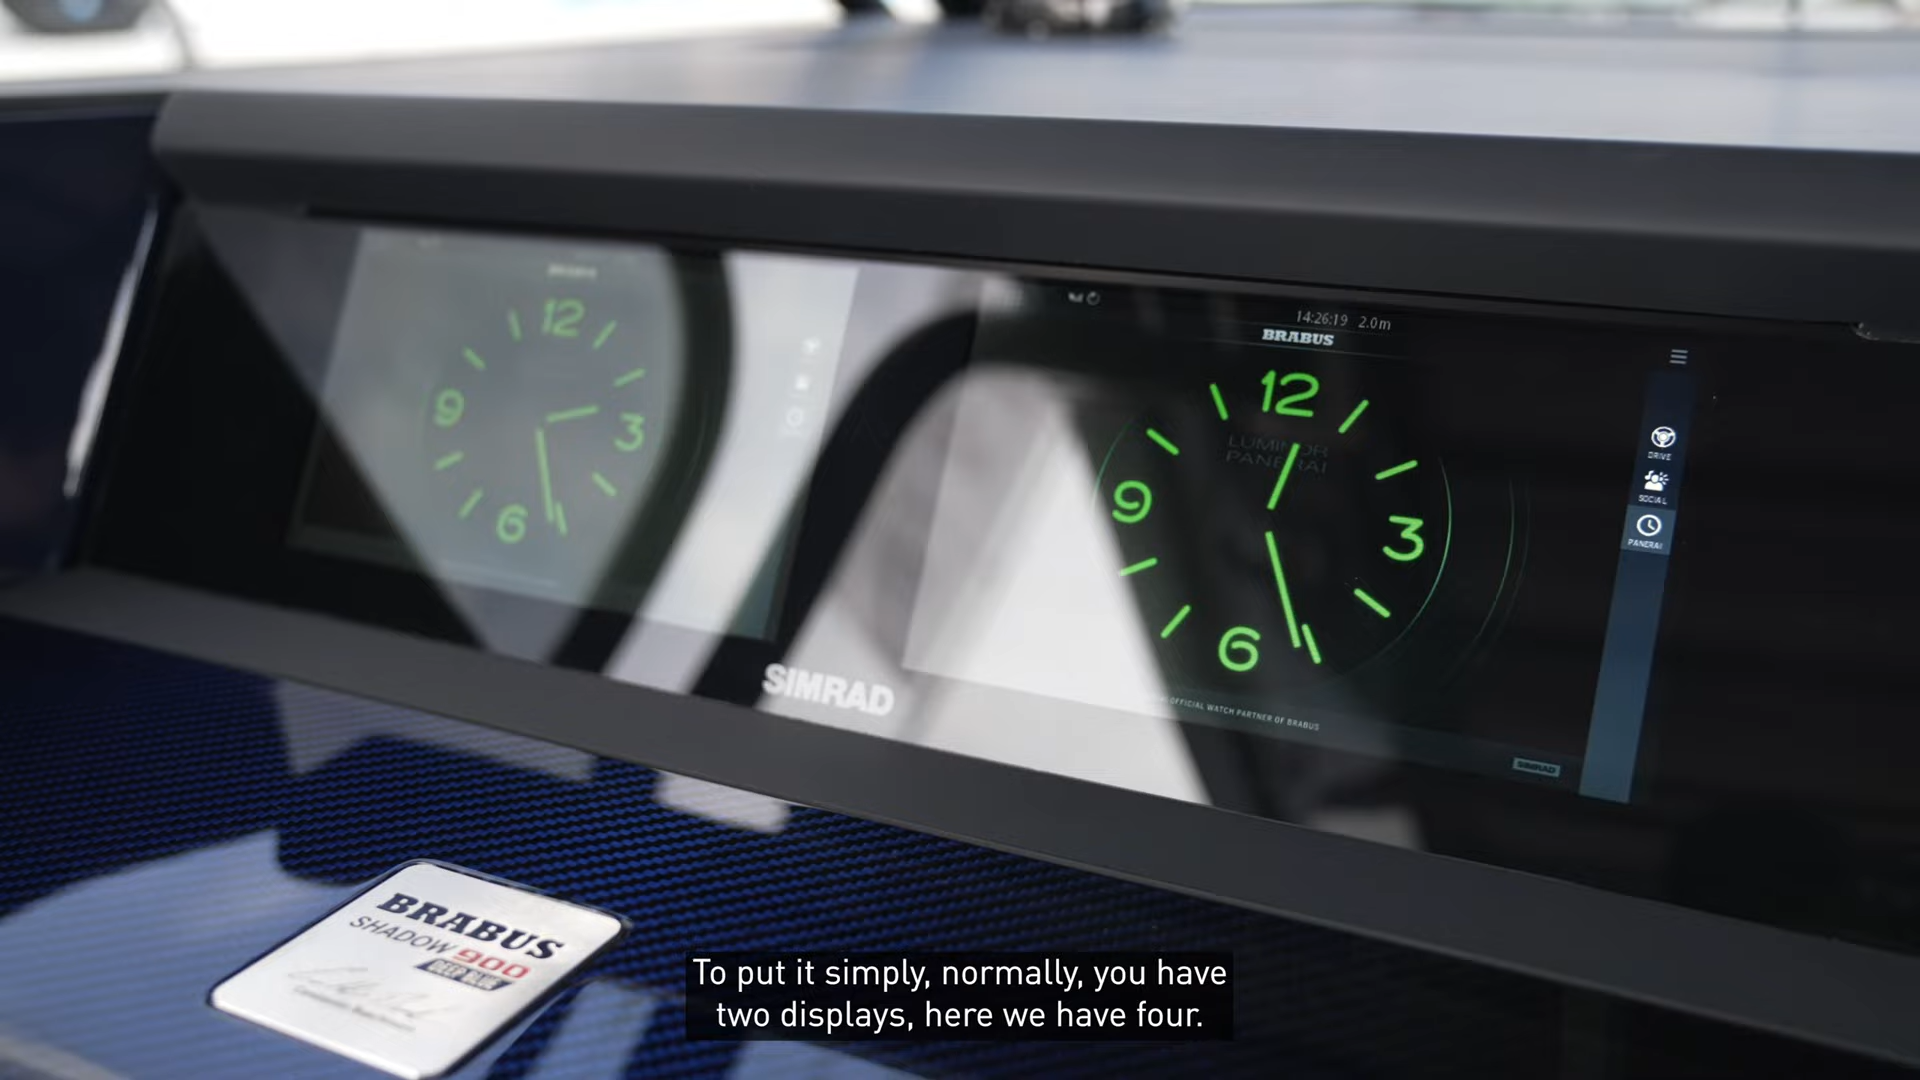 12
9
3
6
14:26:19 2.0m
BRABUS
12
LUMINOR
PANERAI
9
3
6
DRIVE
SOCIAL
PANERAI
OFFICIAL WATCH PARTNER OF BRABUS
SIMRAD
SIMRAD
BRABUS
SHADOW 900
DEEP BLUE
To put it simply, normally, you have
two displays, here we have four.